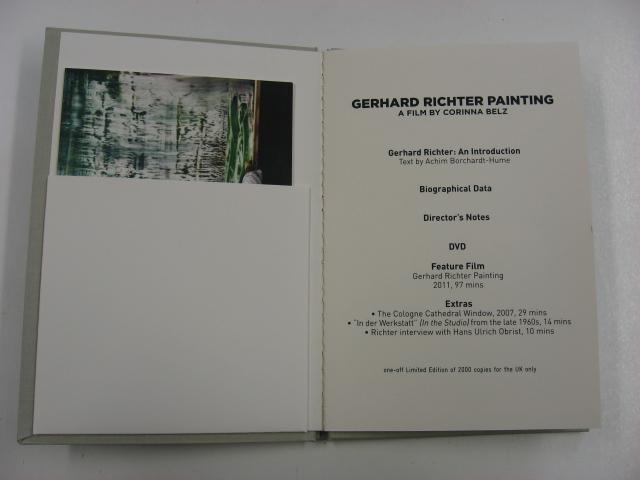 GERHARD RICHTER PAINTING
A FILM BY CORINNA BELZ
Gerhard Richter: An Introduction
Text by Achim Borchardt-Hume
Biographical Data
Director's Notes
DVD
Feature Film
Gerhard Richter Painting
2011, 97 mins
Extras
• The Cologne Cathedral Window, 2007, 29 mins
• "In der Werkstatt" (In the Studio) from the late 1960s, 14 mins
• Richter interview with Hans Ulrich Obrist, 10 mins
one-off Limited Edition of 2000 copies for the UK only